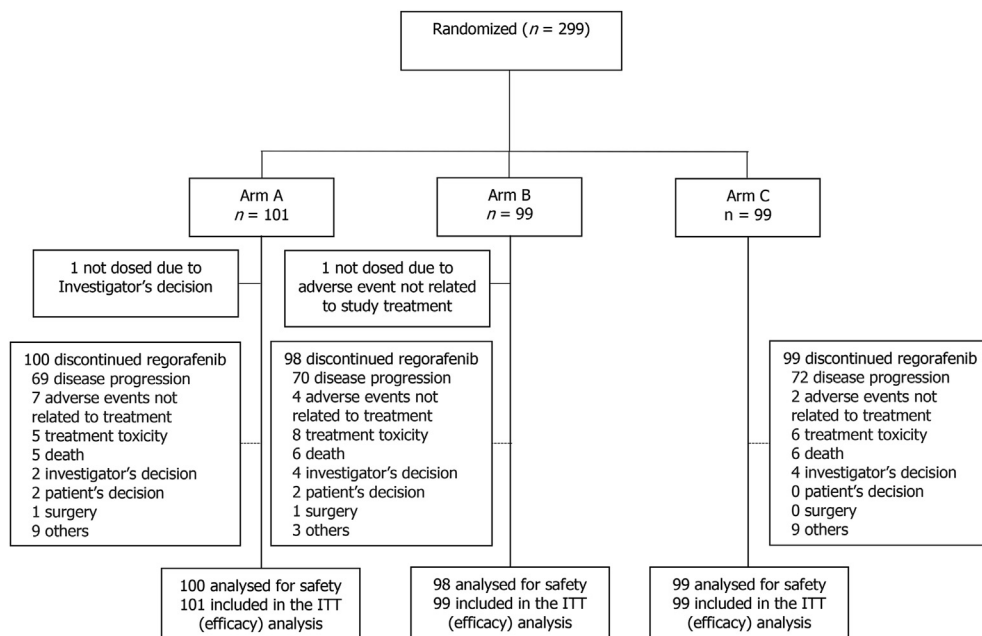 Randomized (n = 299)
Arm A
n = 101
Arm B
n = 99
Arm C
n = 99
1 not dosed due to
Investigator's decision
1 not dosed due to
adverse event not related
to study treatment
100 discontinued regorafenib
69 disease progression
7 adverse events not
related to treatment
5 treatment toxicity
5 death
2 investigator's decision
2 patient's decision
1 surgery
9 others
98 discontinued regorafenib
70 disease progression
4 adverse events not
related to treatment
8 treatment toxicity
6 death
4 investigator's decision
2 patient's decision
1 surgery
3 others
99 discontinued regorafenib
72 disease progression
2 adverse events not
related to treatment
6 treatment toxicity
6 death
4 investigator's decision
0 patient's decision
0 surgery
9 others
100 analysed for safety
101 included in the ITT
(efficacy) analysis
98 analysed for safety
99 included in the ITT
(efficacy) analysis
99 analysed for safety
99 included in the ITT
(efficacy) analysis